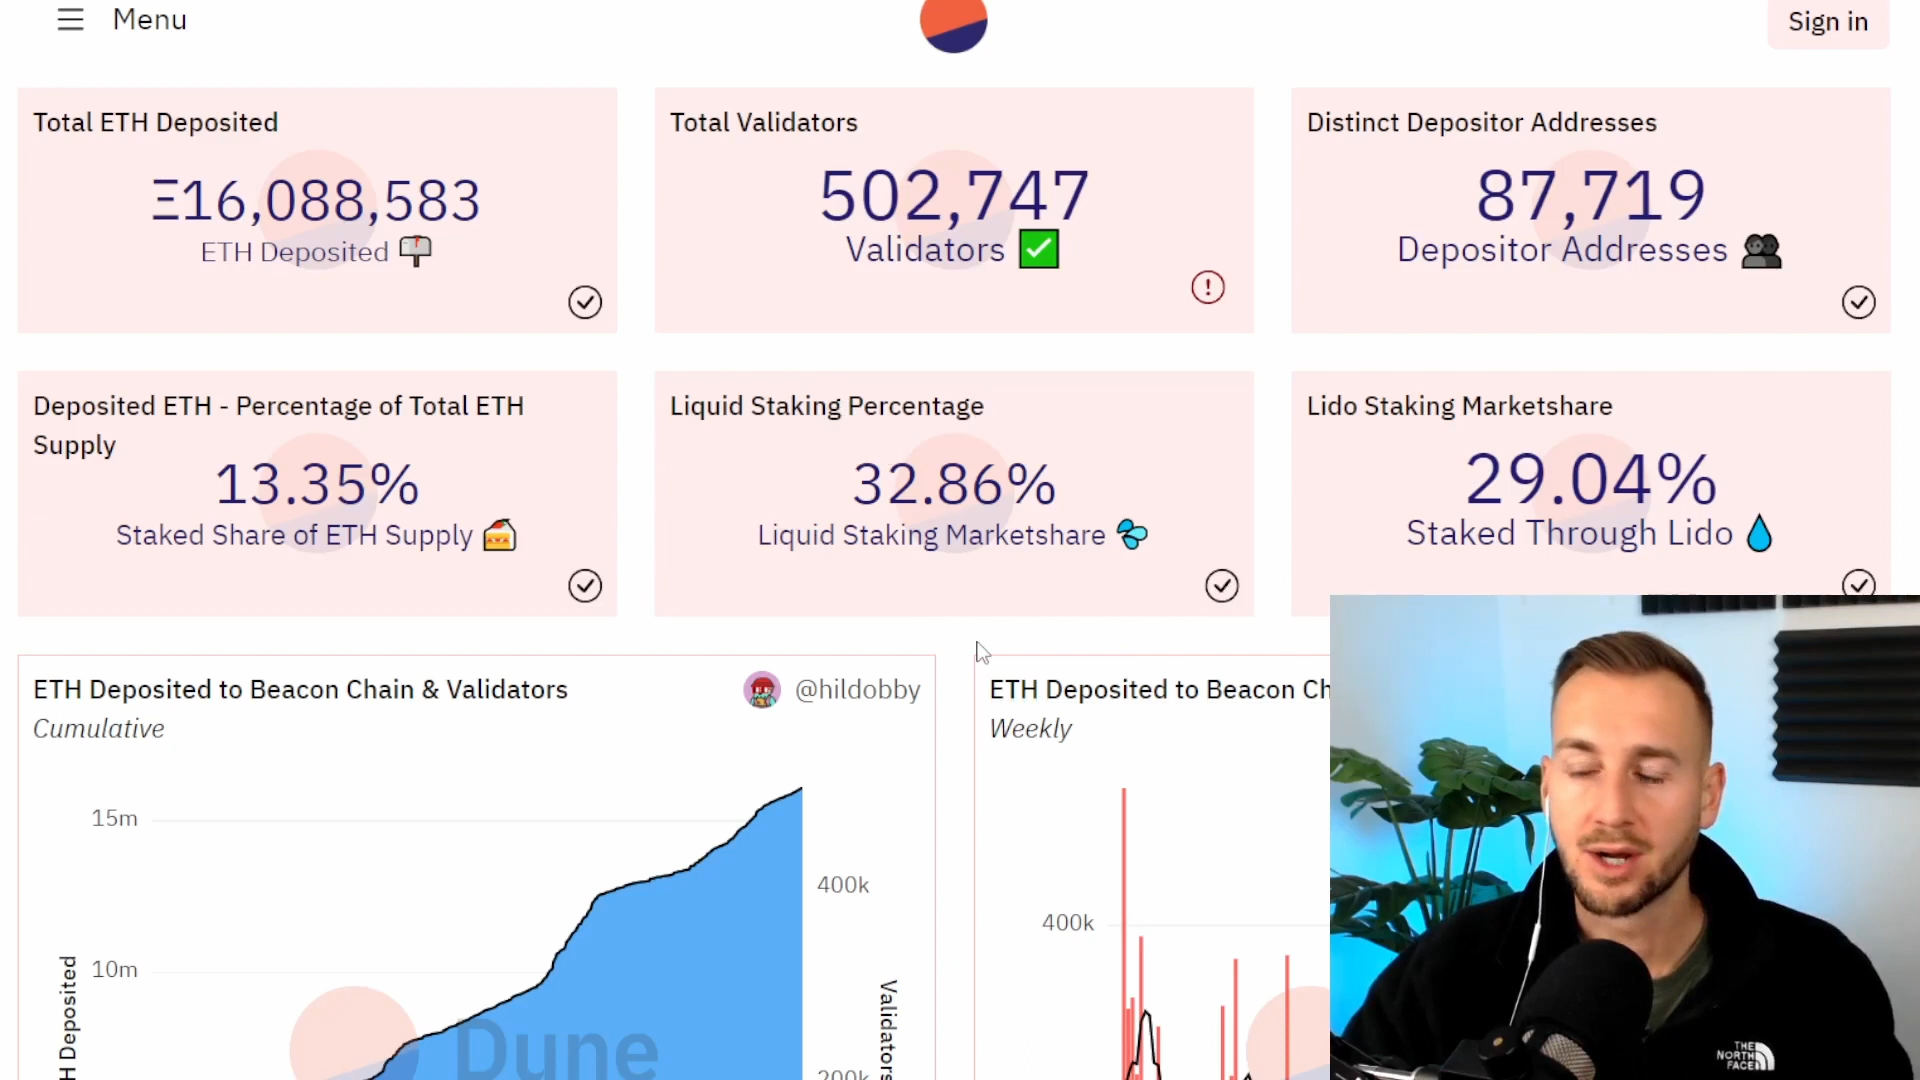 Menu
Sign in
Total ETH Deposited
Ξ16,088,583
ETH Deposited
Total Validators
502,747
Validators
Distinct Depositor Addresses
87,719
Depositor Addresses
Deposited ETH - Percentage of Total ETH
Supply
13.35%
Staked Share of ETH Supply
Liquid Staking Percentage
32.86%
Liquid Staking Marketshare
Lido Staking Marketshare
29.04%
Staked Through Lido
ETH Deposited to Beacon Chain & Validators
@hildobby
Cumulative
15m
10m
400k
200k
H Deposited
Validators
Dune
ETH Deposited to Beacon Ch
Weekly
400k
THE
NORTH
FACE